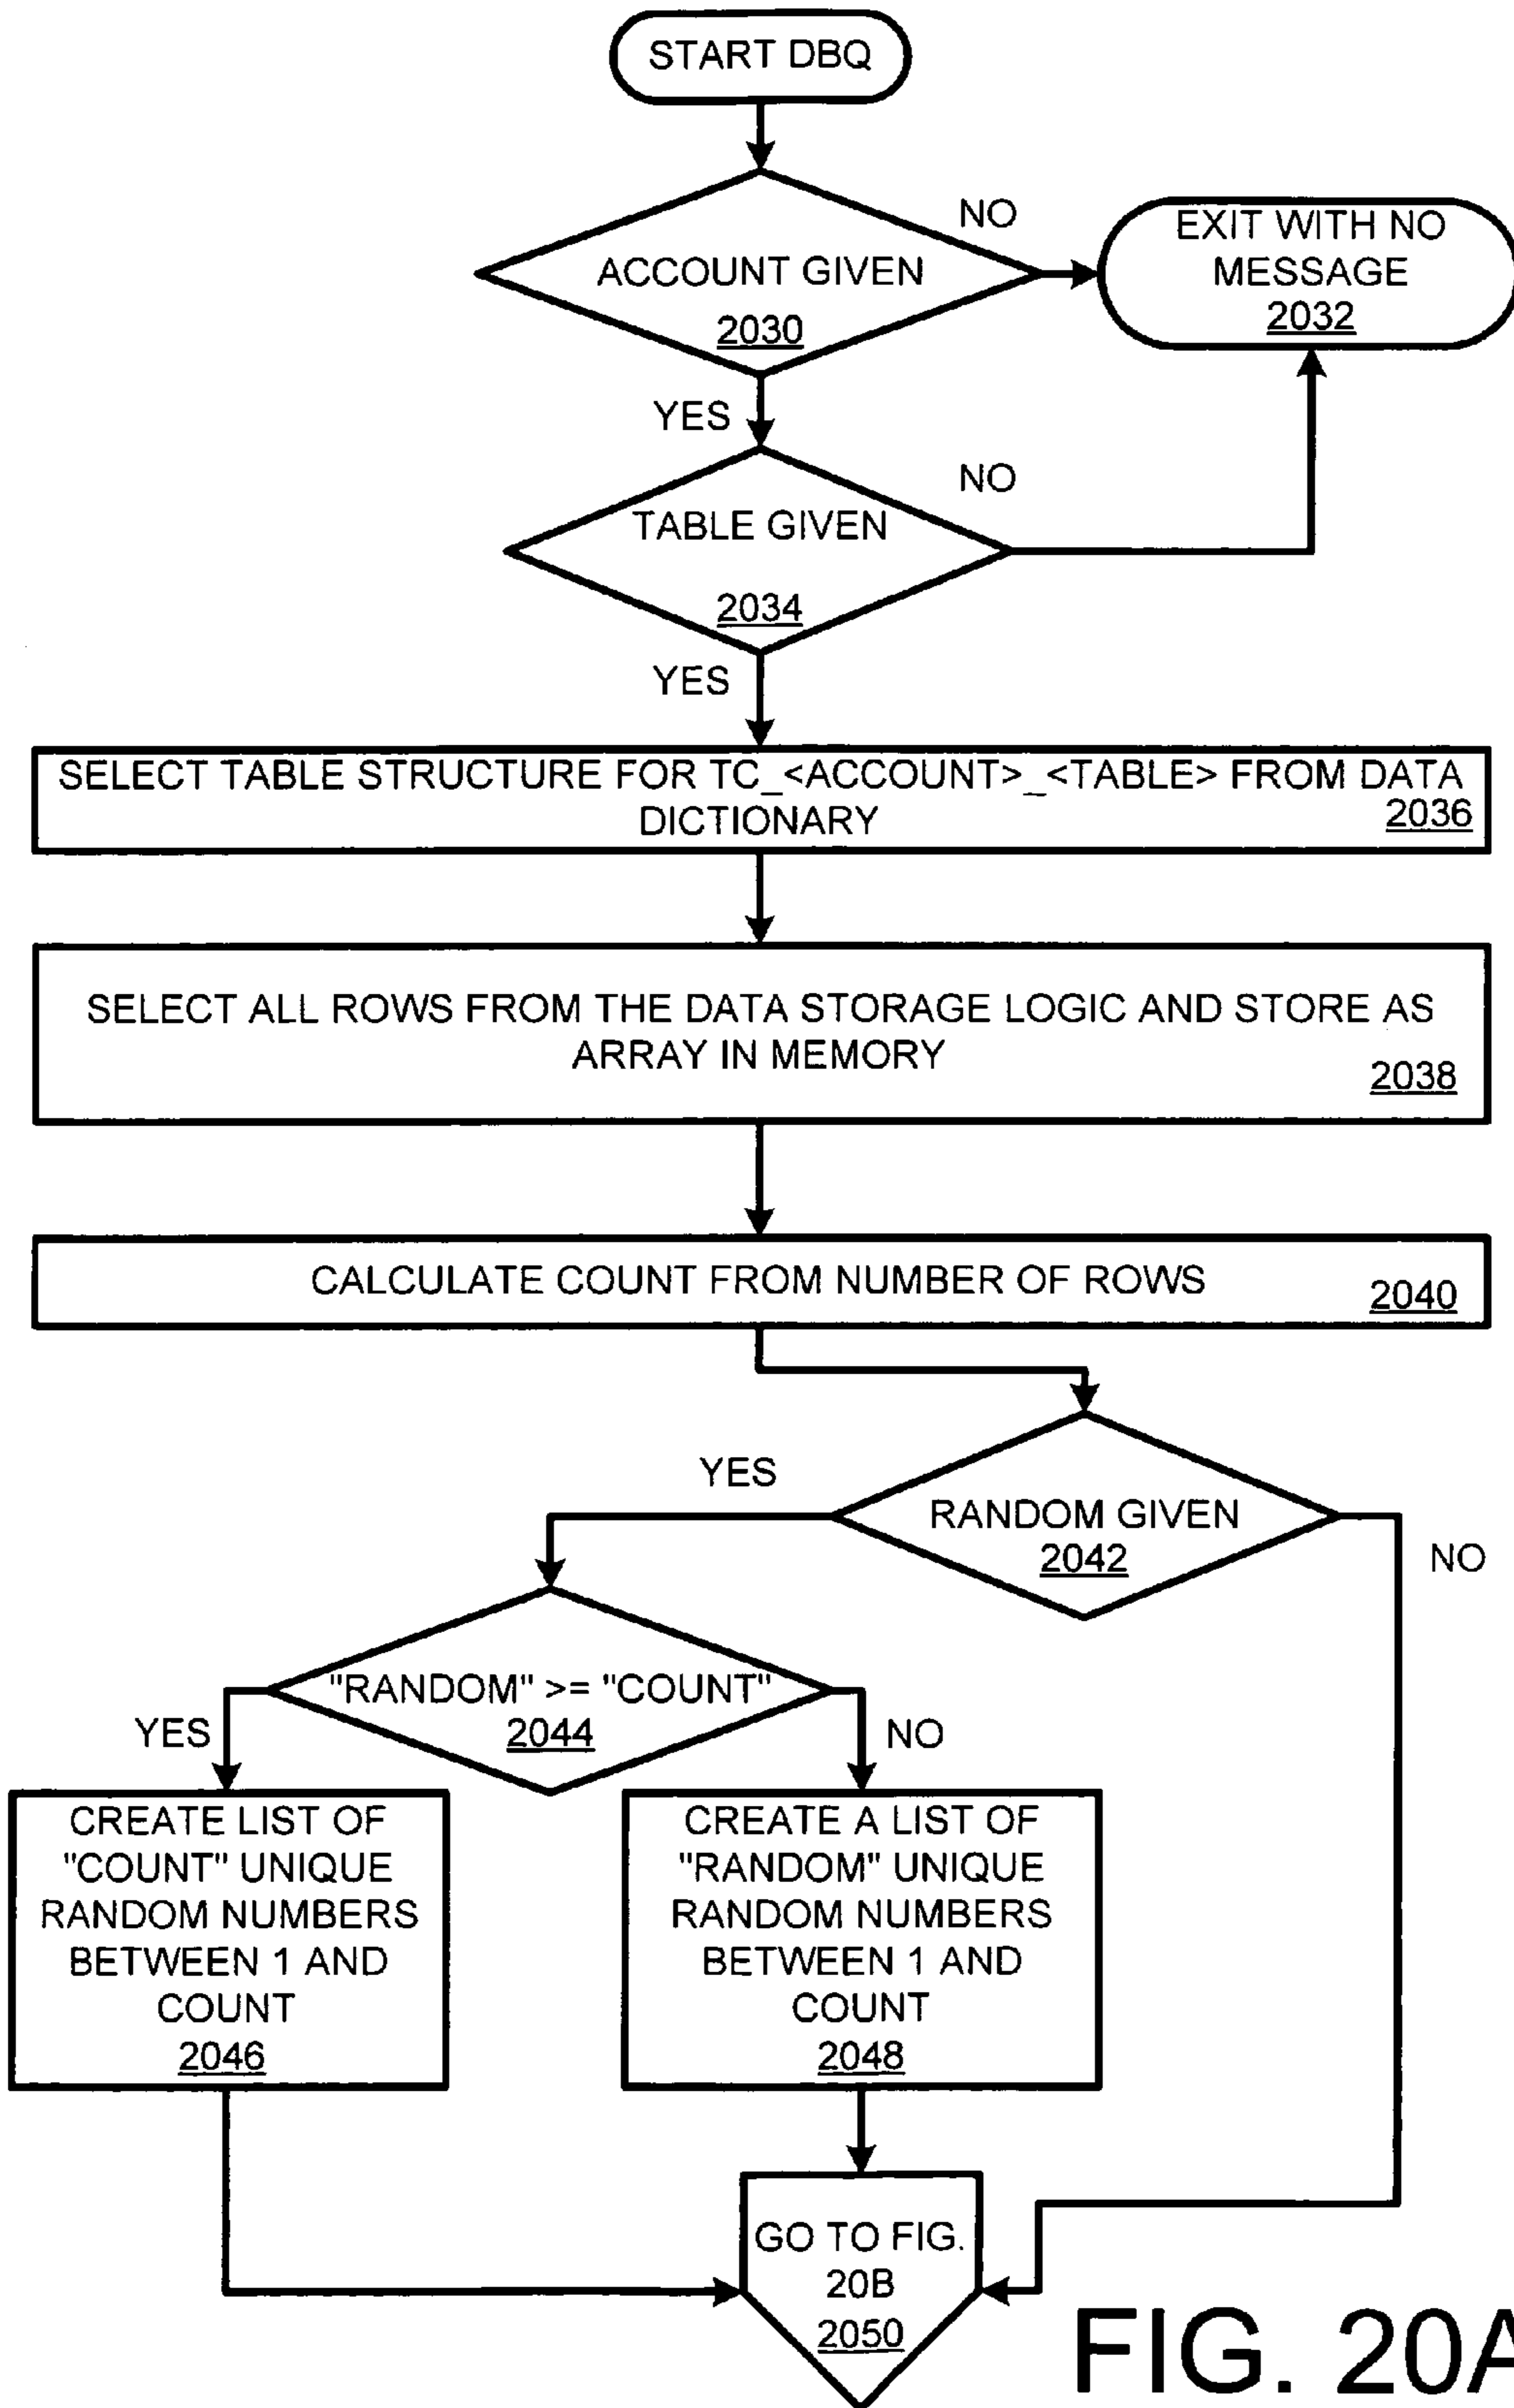 START DBQ
NO
ACCOUNT GIVEN
2030
EXIT WITH NO
MESSAGE
2032
YES
NO
TABLE GIVEN
2034
YES
SELECT TABLE STRUCTURE FOR TC_<ACCOUNT>_<TABLE> FROM DATA
DICTIONARY
2036
SELECT ALL ROWS FROM THE DATA STORAGE LOGIC AND STORE AS
ARRAY IN MEMORY
2038
CALCULATE COUNT FROM NUMBER OF ROWS
2040
YES
RANDOM GIVEN
2042
NO
"RANDOM" >= "COUNT"
2044
YES
NO
CREATE LIST OF
"COUNT" UNIQUE
RANDOM NUMBERS
BETWEEN 1 AND
COUNT
2046
CREATE A LIST OF
"RANDOM" UNIQUE
RANDOM NUMBERS
BETWEEN 1 AND
COUNT
2048
GO TO FIG.
20B
2050
FIG. 20A